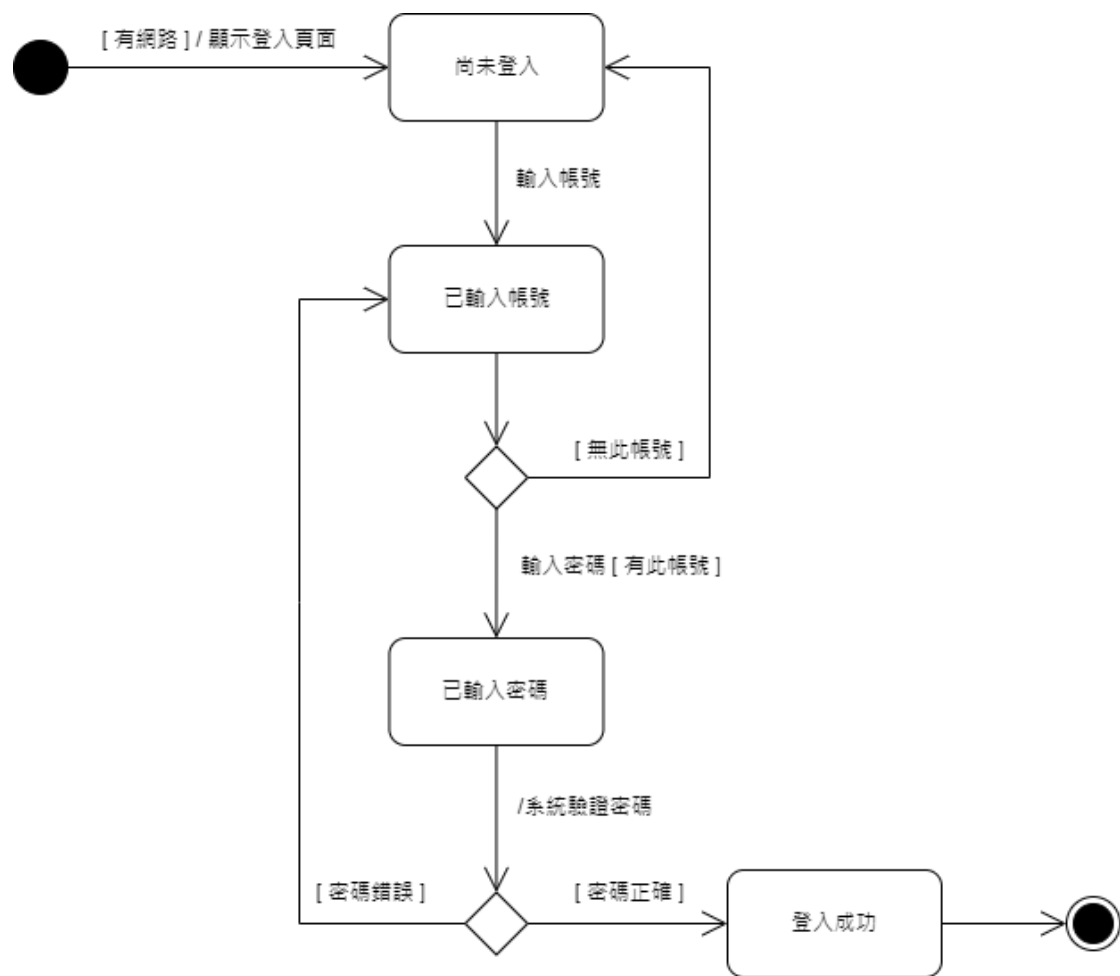 [ 有網路 ] / 顯示登入頁面
尚未登入
輸入帳號
已輸入帳號
[ 無此帳號 ]
輸入密碼 [ 有此帳號 ]
已輸入密碼
/系統驗證密碼
[ 密碼錯誤 ]
[ 密碼正確 ]
登入成功